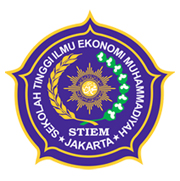 SEKOLAH TINGGI ILMU EKONOMI MUHAMMADIYAH
STIEM
JAKARTA